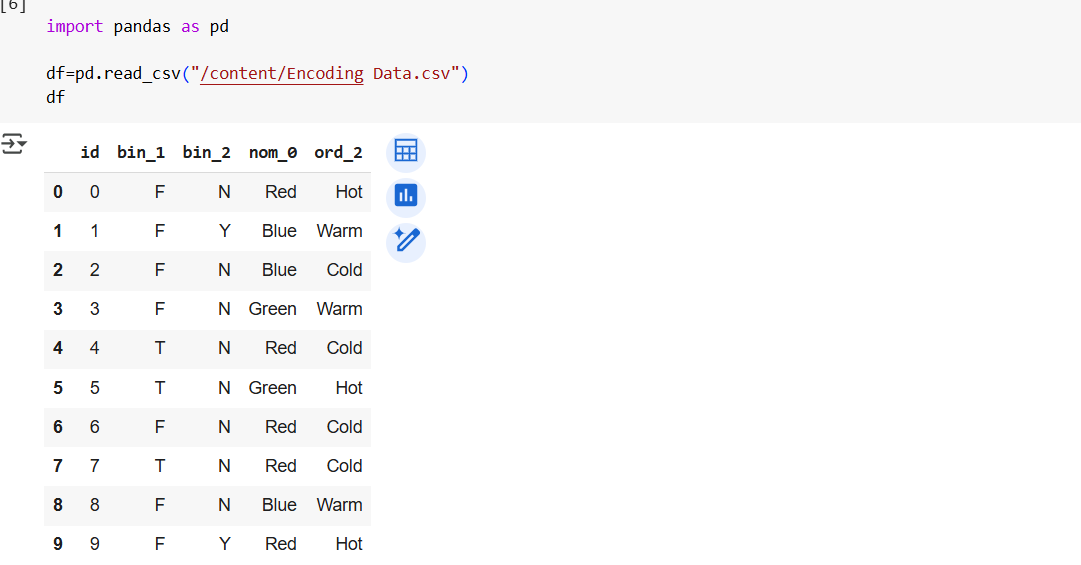 [6]
import pandas as pd
df=pd.read_csv("/content/Encoding Data.csv")
df
id bin_1 bin_2 nom_0 ord_2
0 0 F N Red Hot
1 1 F Y Blue Warm
2 2 F N Blue Cold
3 3 F N Green Warm
4 4 T N Red Cold
5 5 T N Green Hot
6 6 F N Red Cold
7 7 T N Red Cold
8 8 F N Blue Warm
9 9 F Y Red Hot